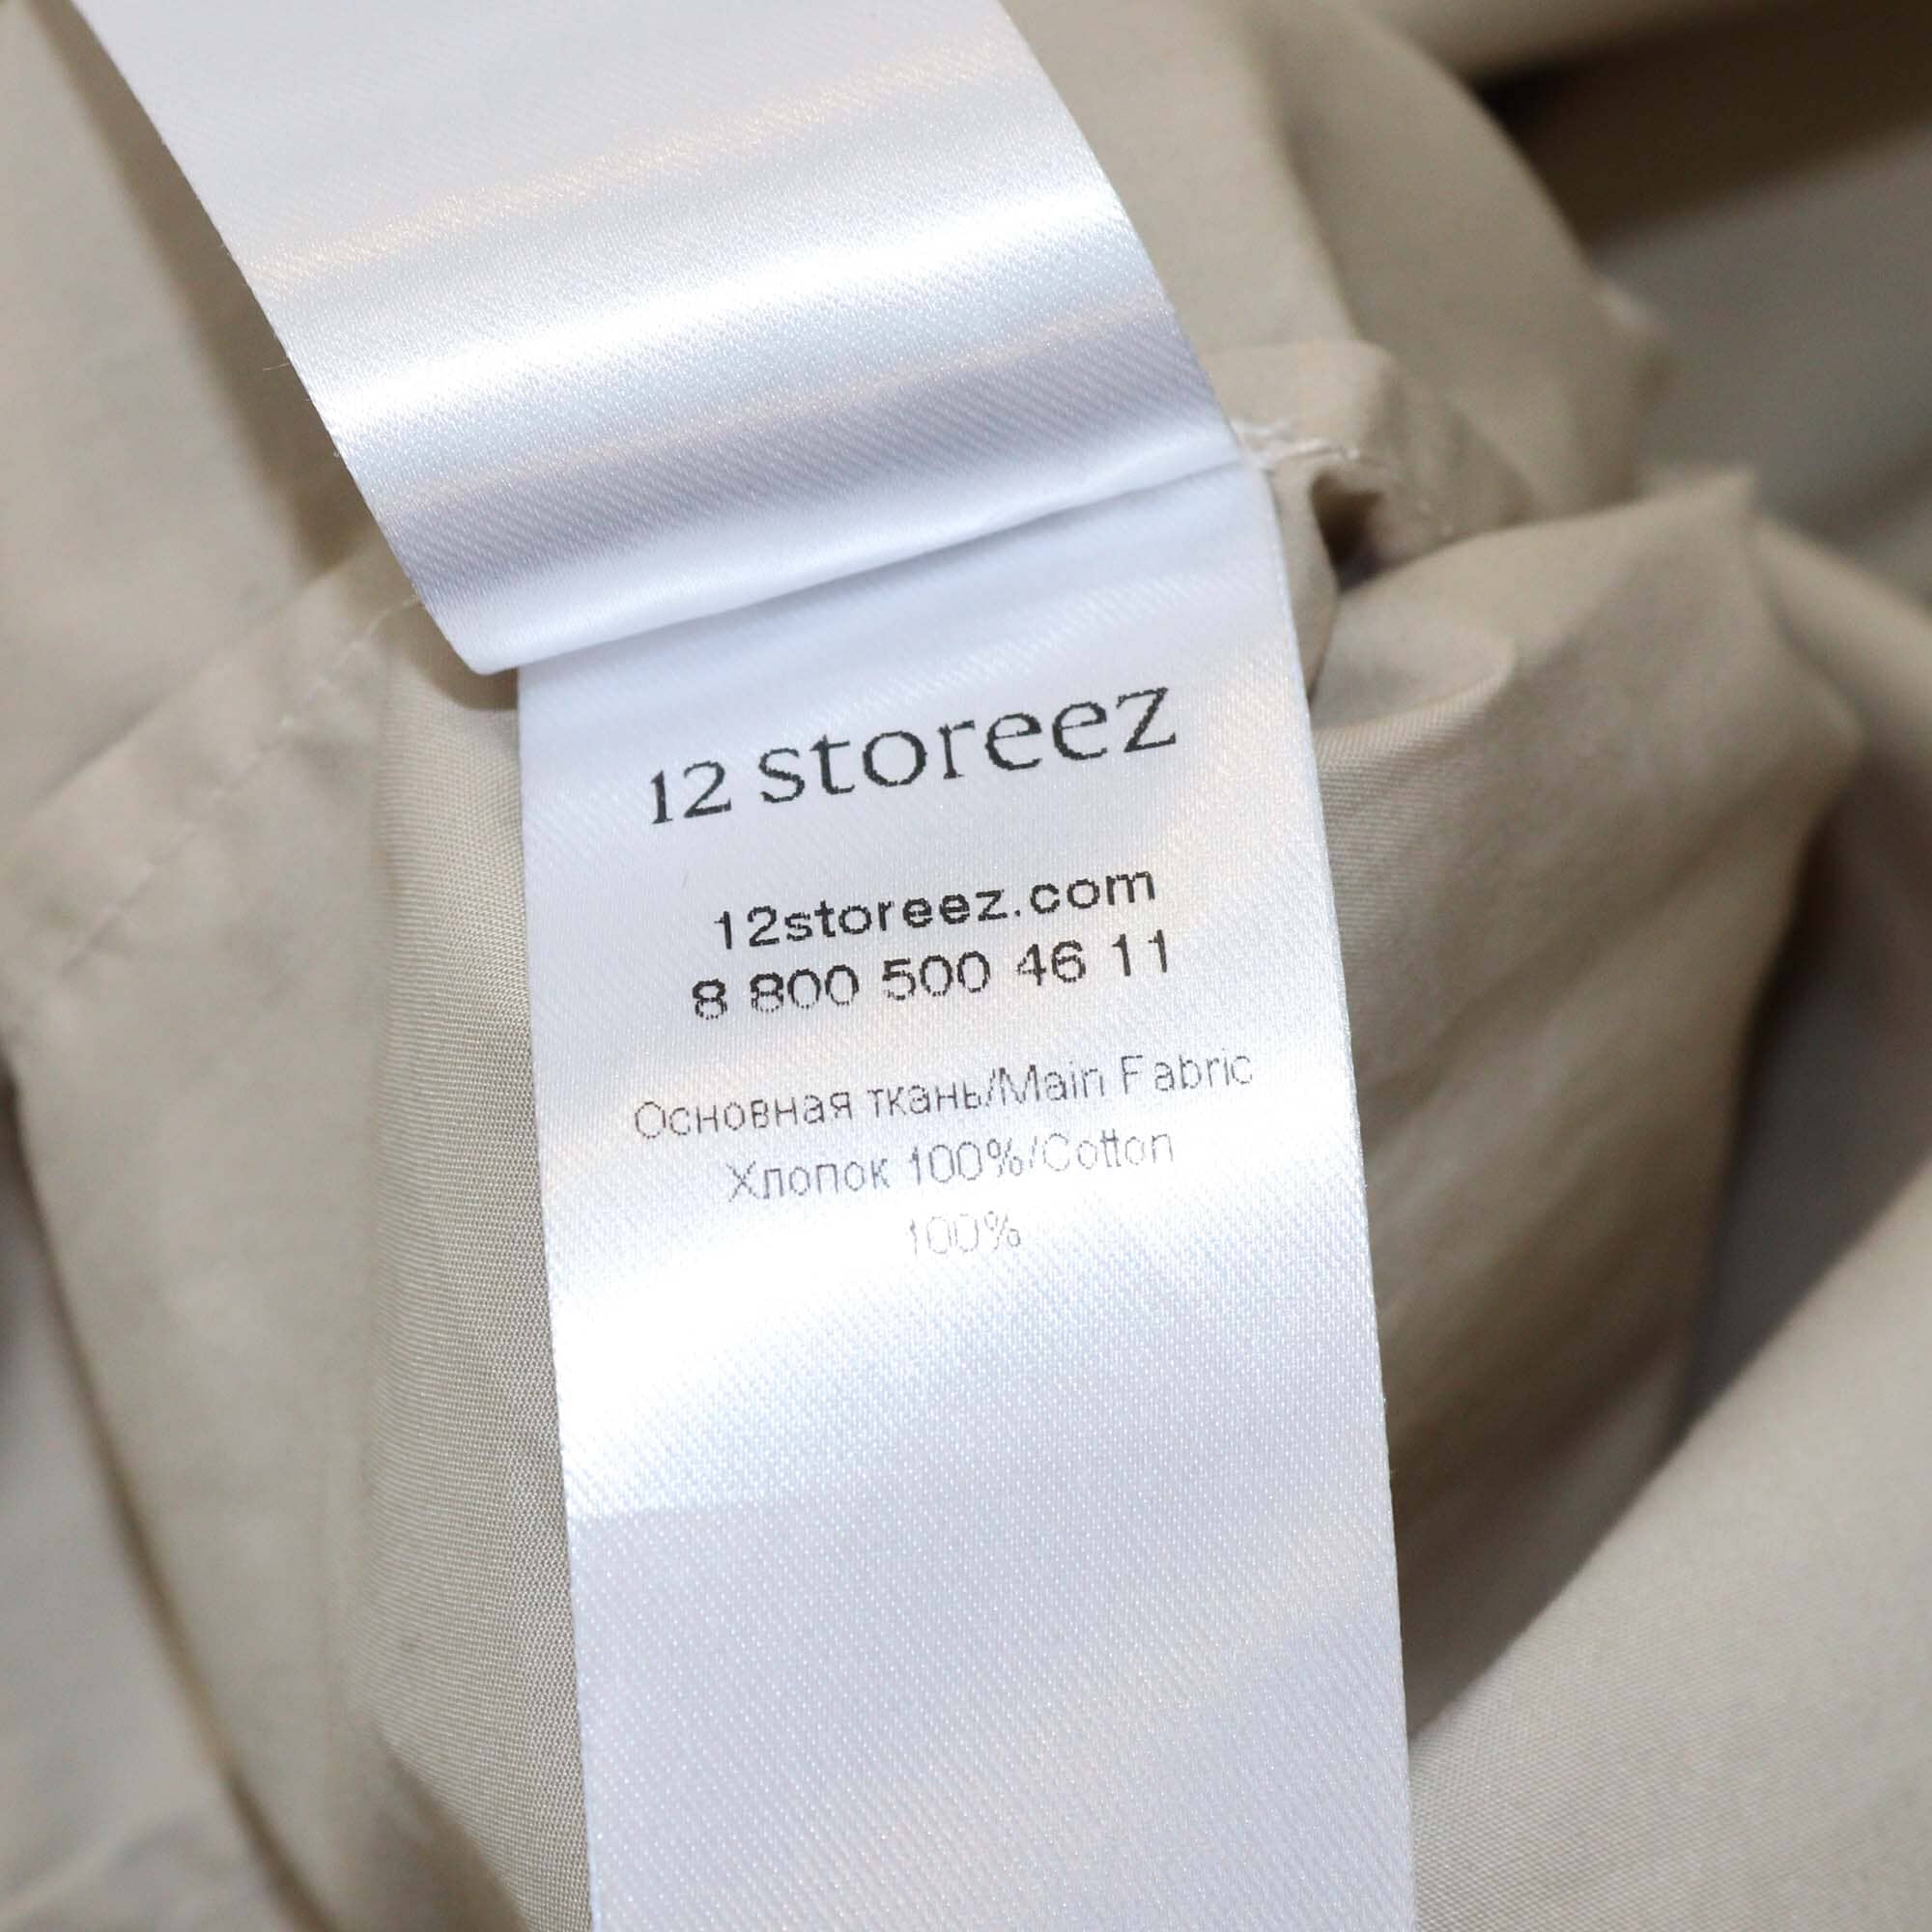 12 storeez
12storeez.com
8 800 500 46 11
Основная ткань/Main Fabric
Хлопок 100%/Cotton
100%